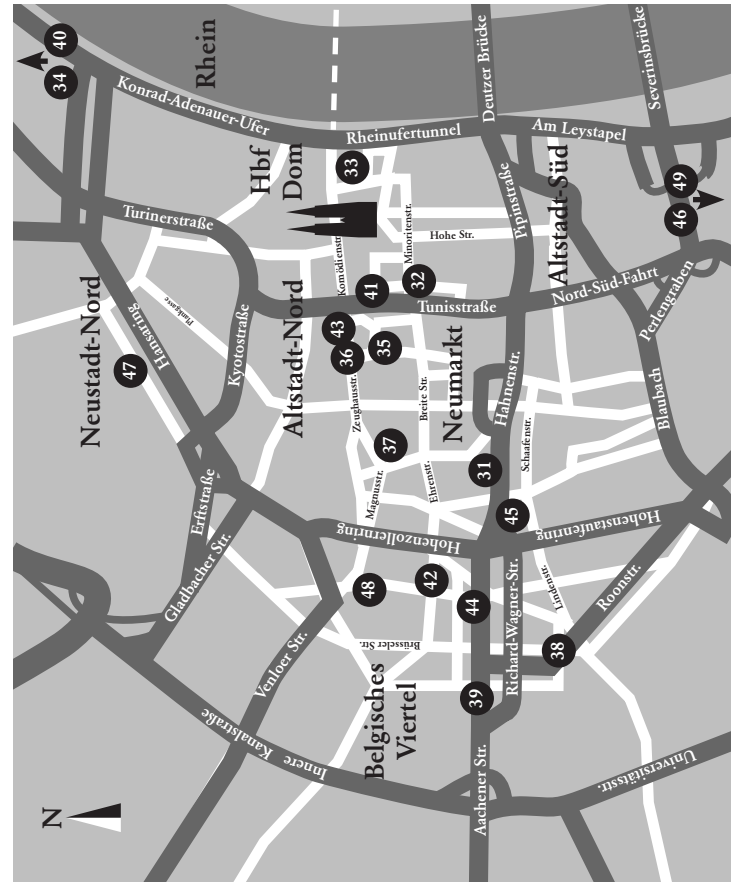 40
34
Rhein
Konrad-Adenauer-Ufer
Deutzer Brücke
Severinsbrücke
Rheinufertunnel
Am Leystapel
Hbf
Dom
33
49
46
Turinerstraße
Komödienstr.
Minoritenstr.
Hohe Str.
Pipinstraße
Altstadt-Süd
32
41
Tunisstraße
Nord-Süd-Fahrt
Perlengraben
Neustadt-Nord
Hansaring
Plankgasse
Kyotostraße
Altstadt-Nord
43
36
35
47
Zeughausstr.
Breite Str.
Neumarkt
Hahnenstr.
Schaafenstr.
Blaubach
37
31
Erftstraße
Magnusstr.
Ehrenstr.
45
Gladbacher Str.
Hohenzollernring
Hohenstaufenring
48
42
44
Richard-Wagner-Str.
Lindenstr.
Roonstr.
Venloer Str.
Brüsseler Str.
38
39
Belgisches
Viertel
Innere Kanalstraße
Aachener Str.
Universitätsstr.
N